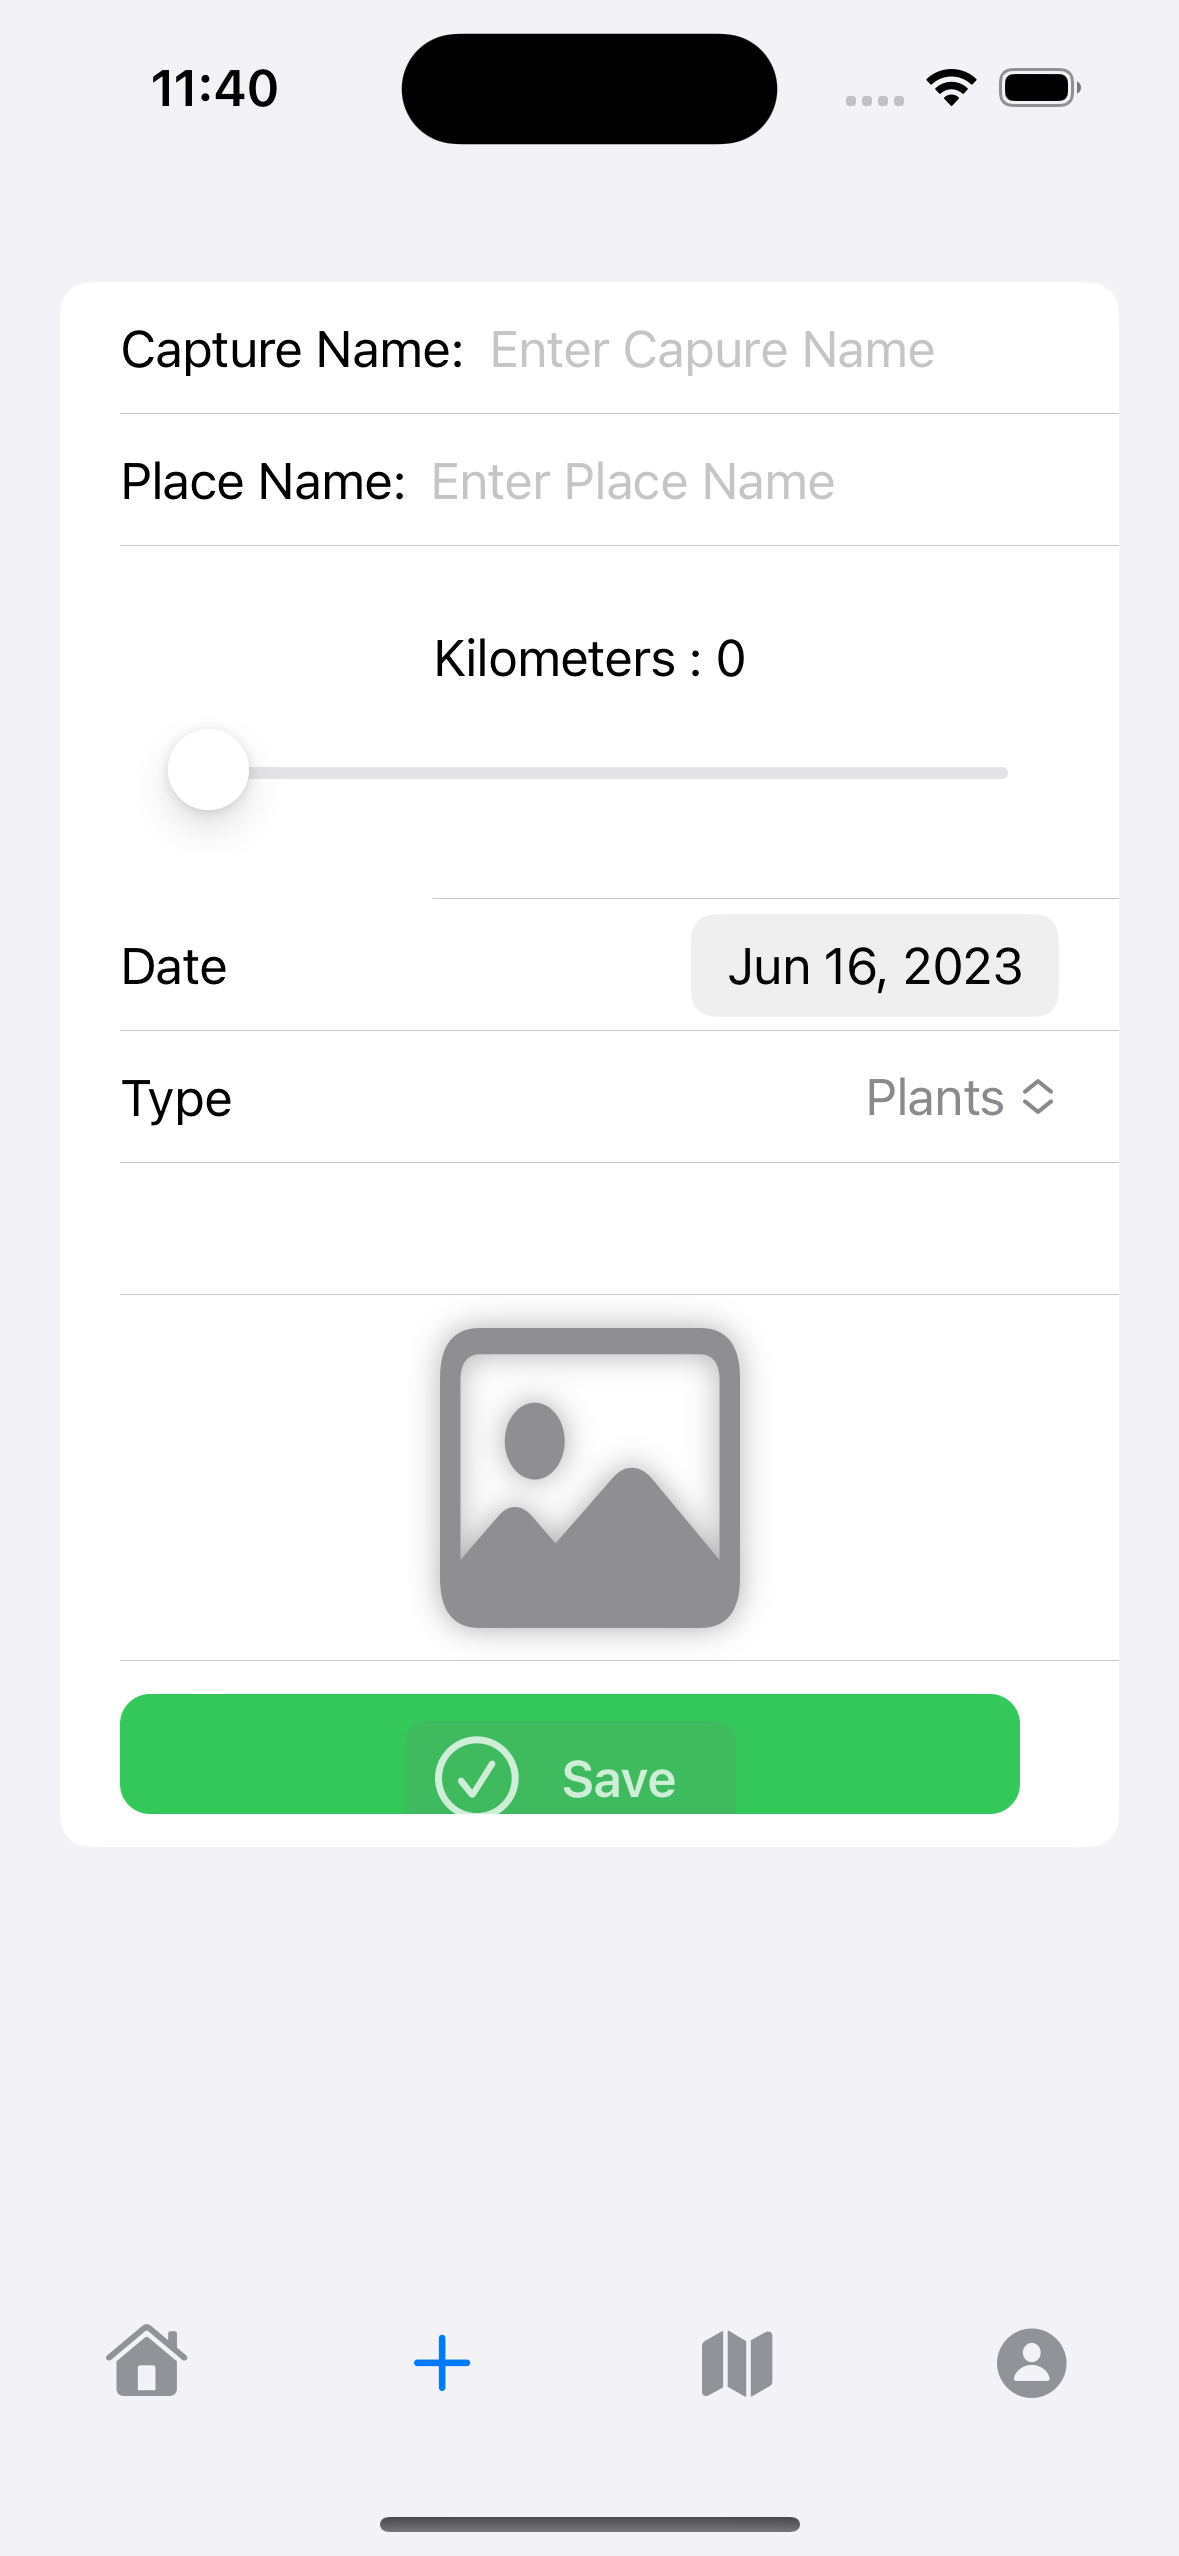 11:40
Capture Name: Enter Capure Name
Place Name: Enter Place Name
Kilometers : 0
Date Jun 16, 2023
Type Plants
Save